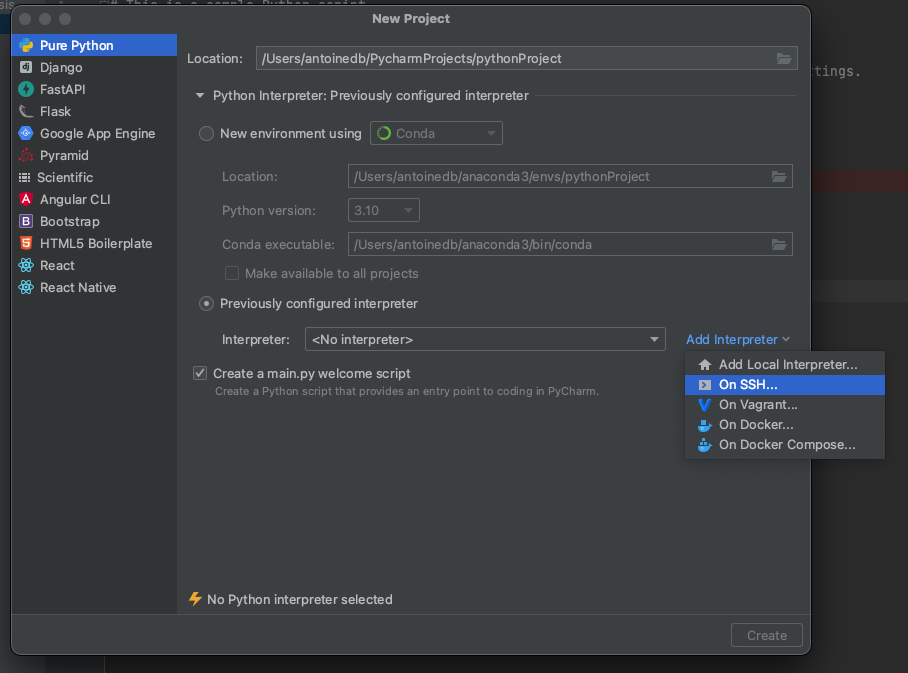 # This is a sample Python script
New Project
Pure Python
Django
FastAPI
Flask
Google App Engine
Pyramid
Scientific
Angular CLI
Bootstrap
HTML5 Boilerplate
React
React Native
Location: /Users/antoinedb/PycharmProjects/pythonProject
Python Interpreter: Previously configured interpreter
New environment using Conda
Location: /Users/antoinedb/anaconda3/envs/pythonProject
Python version: 3.10
Conda executable: /Users/antoinedb/anaconda3/bin/conda
Make available to all projects
Previously configured interpreter
Interpreter: <No interpreter> Add Interpreter
Add Local Interpreter...
On SSH...
On Vagrant...
On Docker...
On Docker Compose...
Create a main.py welcome script
Create a Python script that provides an entry point to coding in PyCharm.
No Python interpreter selected
Create
tings.